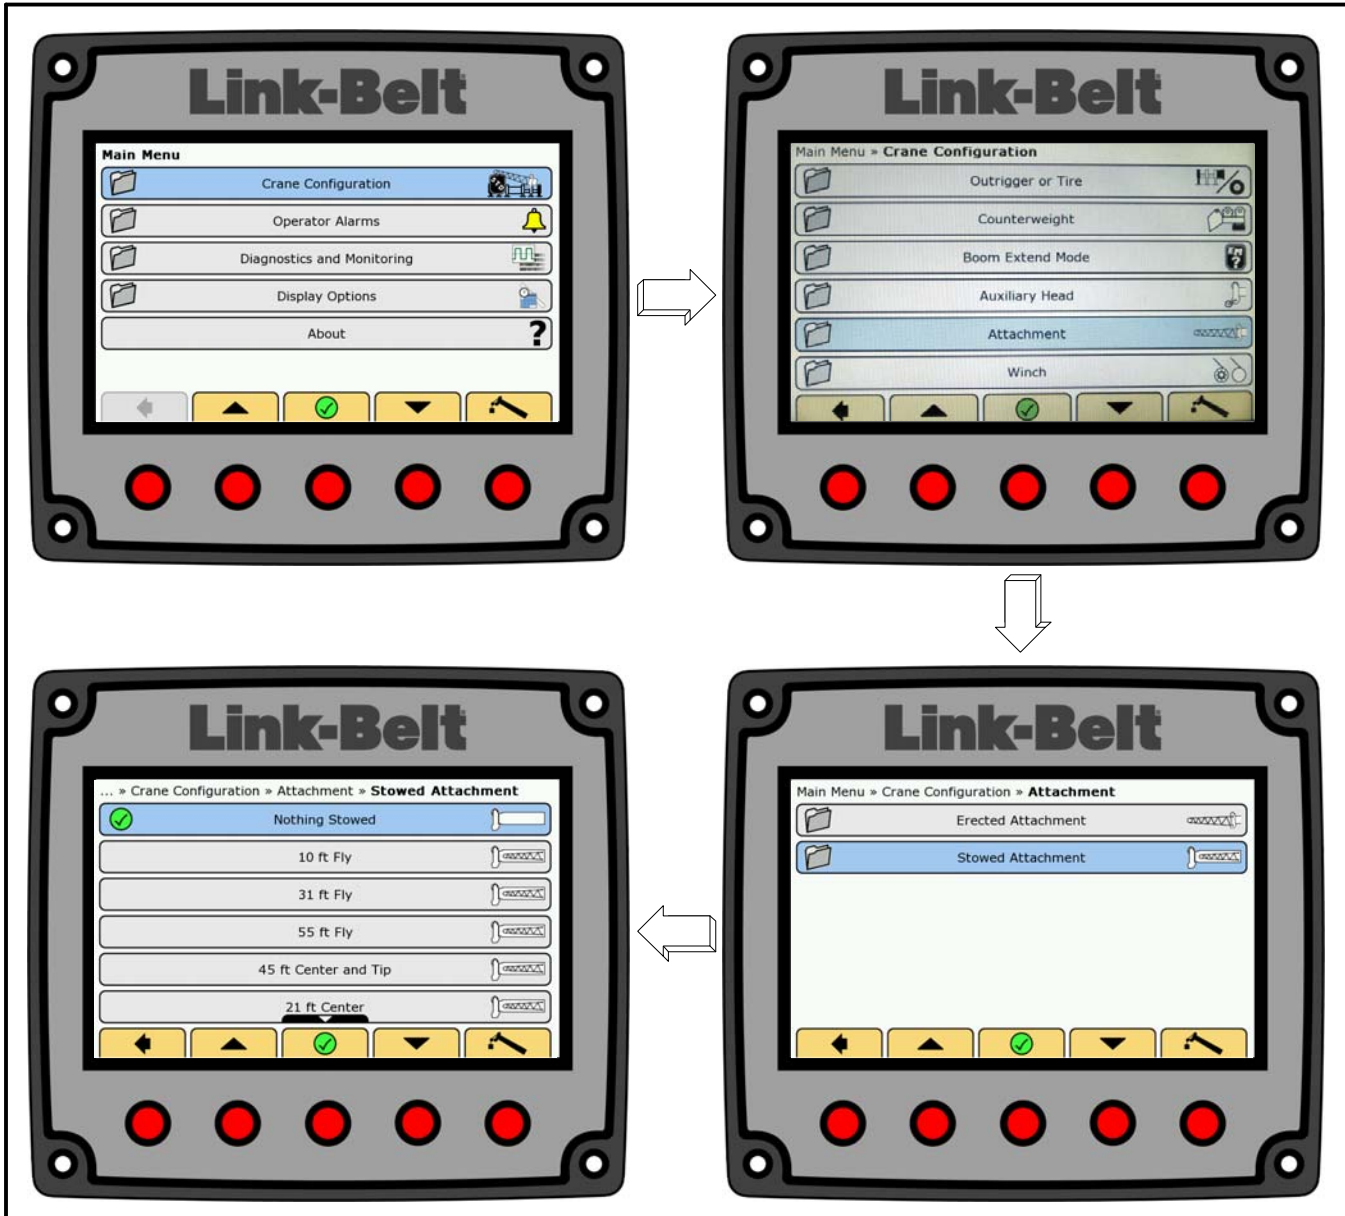 Link-Belt
Main Menu
Crane Configuration
Operator Alarms
Diagnostics and Monitoring
Display Options
About
?
Link-Belt
Main Menu » Crane Configuration
Outrigger or Tire
Counterweight
Boom Extend Mode
EM
?
Auxiliary Head
Attachment
Winch
Link-Belt
Main Menu » Crane Configuration » Attachment
Erected Attachment
Stowed Attachment
Link-Belt
... » Crane Configuration » Attachment » Stowed Attachment
Nothing Stowed
10 ft Fly
31 ft Fly
55 ft Fly
45 ft Center and Tip
21 ft Center